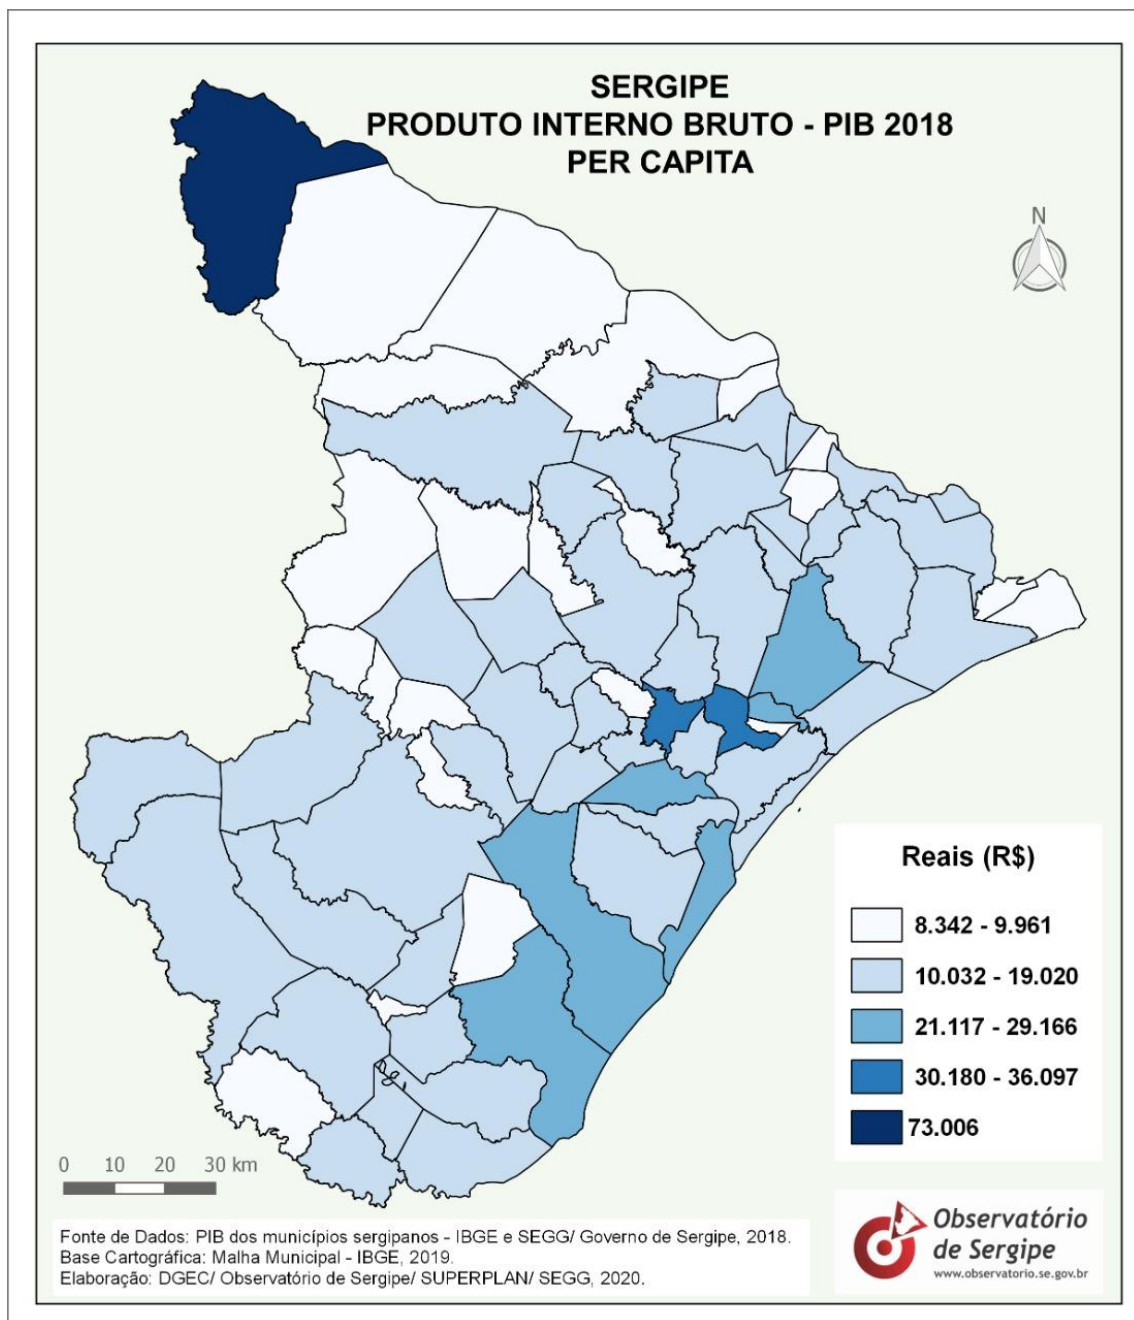 SERGIPE
PRODUTO INTERNO BRUTO - PIB 2018
PER CAPITA
N
Reais (R$)
8.342 - 9.961
10.032 - 19.020
21.117 - 29.166
30.180 - 36.097
73.006
0 10 20 30 km
Fonte de Dados: PIB dos municípios sergipanos - IBGE e SEGG/ Governo de Sergipe, 2018.
Base Cartográfica: Malha Municipal - IBGE, 2019.
Elaboração: DGEC/ Observatório de Sergipe/ SUPERPLAN/ SEGG, 2020.
Observatório
de Sergipe
www.observatorio.se.gov.br